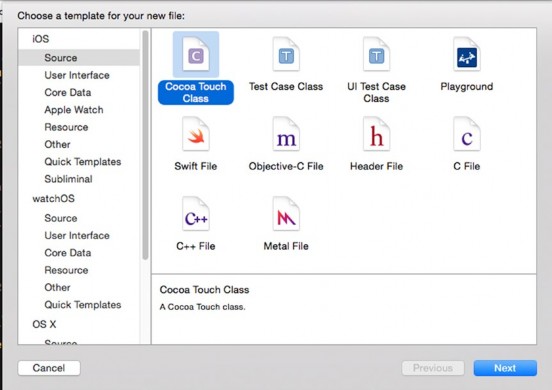 Choose a template for your new file:
iOS
Source
User Interface
Core Data
Apple Watch
Resource
Other
Quick Templates
Subliminal
watchOS
Source
User Interface
Core Data
Resource
Other
Quick Templates
OS X
Source
C
Cocoa Touch
Class
T
Test Case Class
T
UI Test Case
Class
Playground
Swift File
m
Objective-C File
h
Header File
c
C File
C++
C++ File
Metal File
Cocoa Touch Class
A Cocoa Touch class.
Cancel
Previous
Next